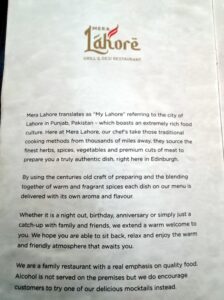 MERA
Lahore
GRILL & DESI RESTAURANT
Mera Lahore translates as "My Lahore" referring to the city of
Lahore in Punjab, Pakistan - which boasts an extremely rich food
culture. Here at Mera Lahore, our chef's take those traditional
cooking methods from thousands of miles away, they source the
finest herbs, spices, vegetables and premium cuts of meat to
prepare you a truly authentic dish, right here in Edinburgh.
By using the centuries old craft of preparing and the blending
together of warm and fragrant spices each dish on our menu is
delivered with its own aroma and flavour.
Whether it is a night out, birthday, anniversary or simply just a
catch-up with family and friends, we extend a warm welcome to
you. We hope you are able to sit back, relax and enjoy the warm
and friendly atmosphere that awaits you.
We are a family restaurant with a real emphasis on quality food.
Alcohol is not served on the premises but we do encourage
customers to try one of our delicious mocktails instead.